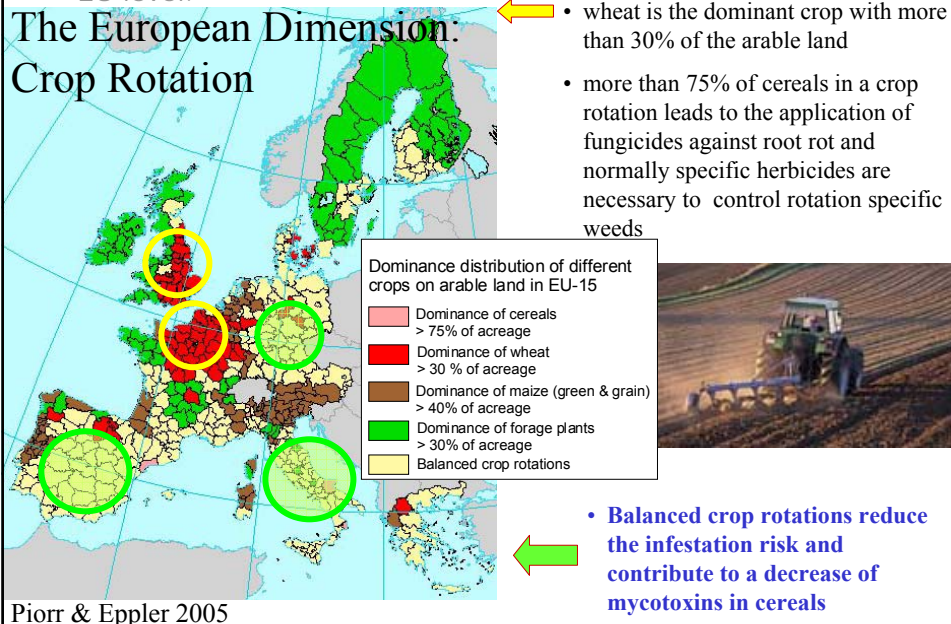 The European Dimension:
Crop Rotation
• wheat is the dominant crop with more
than 30% of the arable land
• more than 75% of cereals in a crop
rotation leads to the application of
fungicides against root rot and
normally specific herbicides are
necessary to control rotation specific
weeds
Dominance distribution of different
crops on arable land in EU-15
Dominance of cereals
> 75% of acreage
Dominance of wheat
> 30 % of acreage
Dominance of maize (green & grain)
> 40% of acreage
Dominance of forage plants
> 30% of acreage
Balanced crop rotations
• Balanced crop rotations reduce
the infestation risk and
contribute to a decrease of
mycotoxins in cereals
Piorr & Eppler 2005